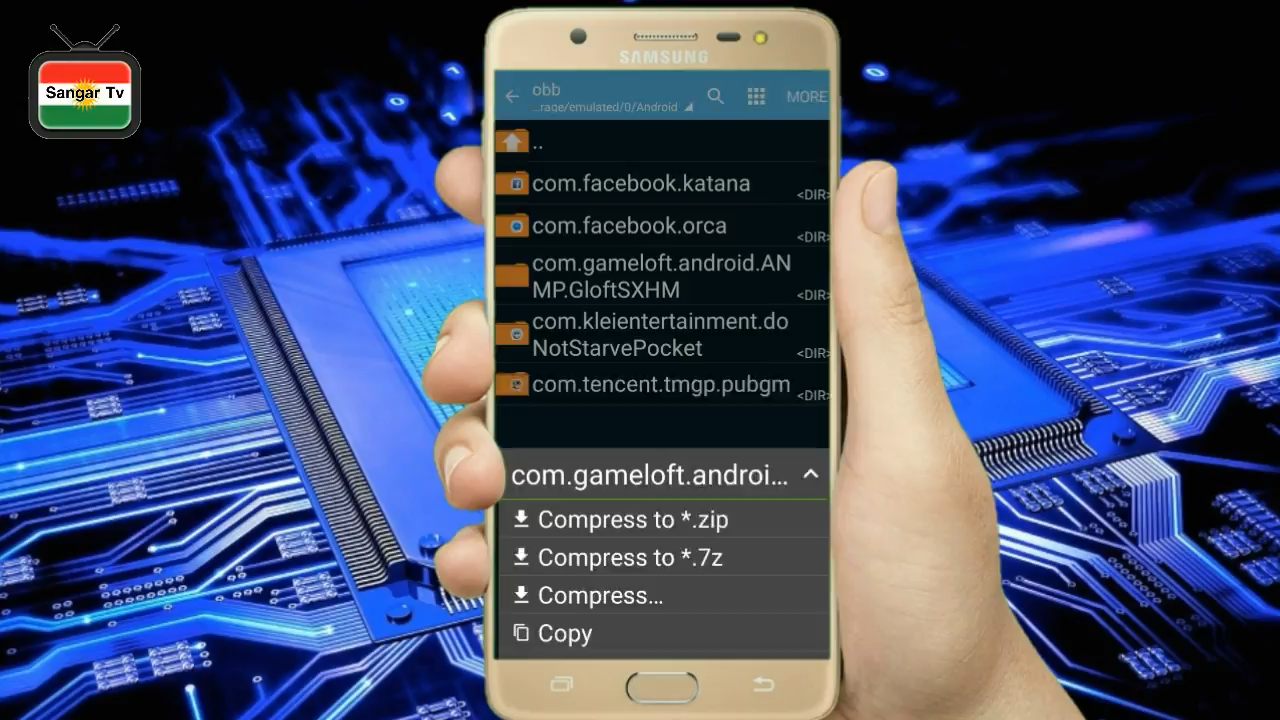 Sangar Tv
SAMSUNG
obb
...rage/emulated/0/Android
MORE
..
com.facebook.katana
<DIR>
com.facebook.orca
<DIR>
com.gameloft.android.AN
MP.GloftSXHM
<DIR>
com.kleientertainment.do
NotStarvePocket
<DIR>
com.tencent.tmgp.pubgm
<DIR>
com.gameloft.androi...
Compress to *.zip
Compress to *.7z
Compress...
Copy